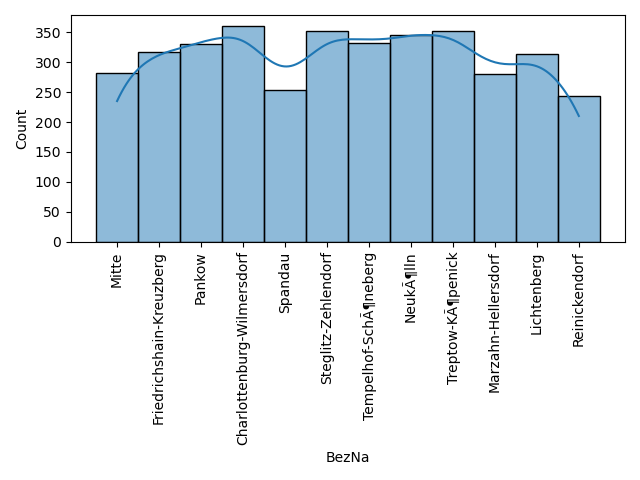 350
300
250
200
150
100
50
0
Count
Mitte
Friedrichshain-Kreuzberg
Pankow
Charlottenburg-Wilmersdorf
Spandau
Steglitz-Zehlendorf
Tempelhof-SchÃ¶neberg
NeukÃ¶lln
Treptow-KÃ¶penick
Marzahn-Hellersdorf
Lichtenberg
Reinickendorf
BezNa